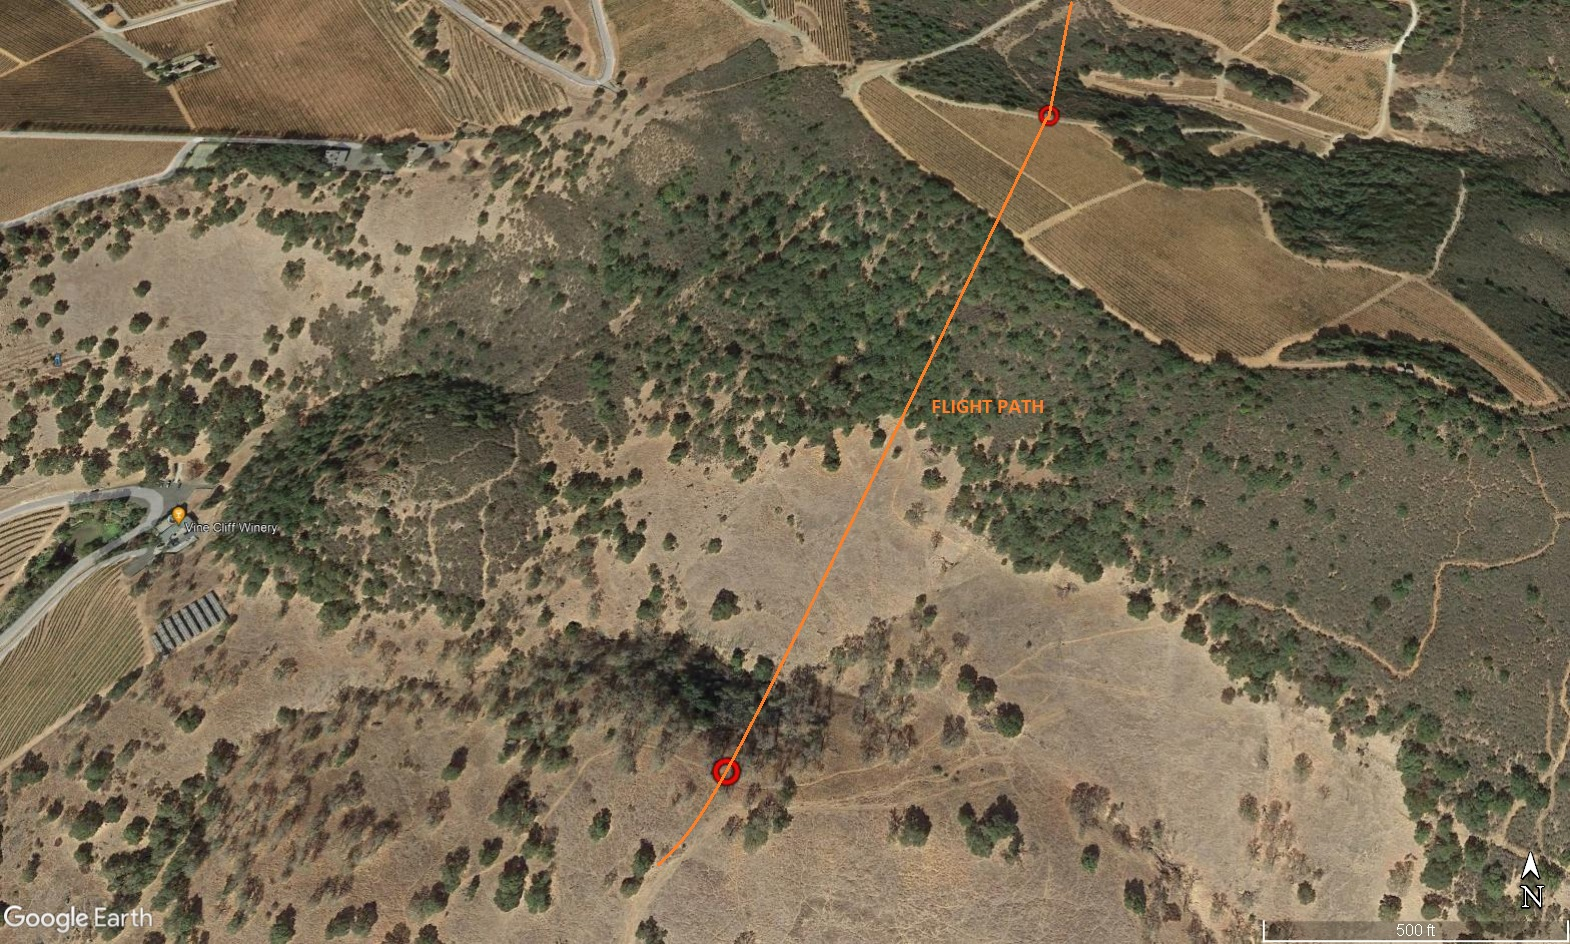 FLIGHT PATH
Vine Cliff Winery
Google Earth
N
500 ft